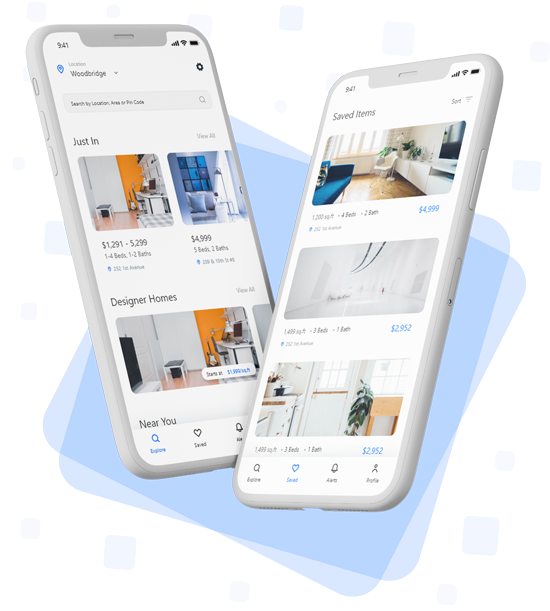 9:41
Location
Woodbridge
Search by Location, Area or Pin Code
Just In
View All
$1,291 - 5,299
1-4 Beds, 1-2 Baths
252 1st Avenue
$4,999
5 Beds, 2 Baths
Designer Homes
View All
Starts at $1,999/sq.ft
Near You
Explore
Saved
Ale
9:41
Saved Items
Sort
1,200 sq.ft • 4 Beds • 2 Bath
$4,999
252 1st Avenue
1,499 sq.ft • 3 Beds • 1 Bath
$2,952
252 1st Avenue
1,499 sq.ft • 3 Beds • 1 Bath
$2,952
Explore
Saved
Alerts
Profile